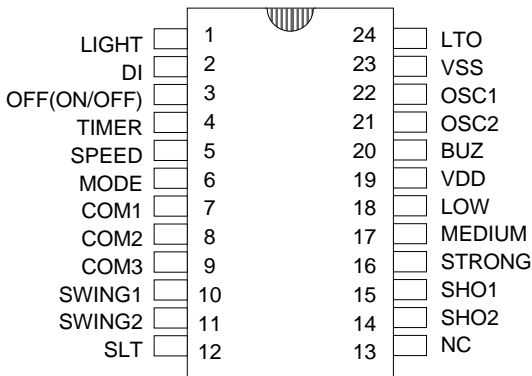 LIGHT 1 24 LTO
DI 2 23 VSS
OFF(ON/OFF) 3 22 OSC1
TIMER 4 21 OSC2
SPEED 5 20 BUZ
MODE 6 19 VDD
COM1 7 18 LOW
COM2 8 17 MEDIUM
COM3 9 16 STRONG
SWING1 10 15 SHO1
SWING2 11 14 SHO2
SLT 12 13 NC